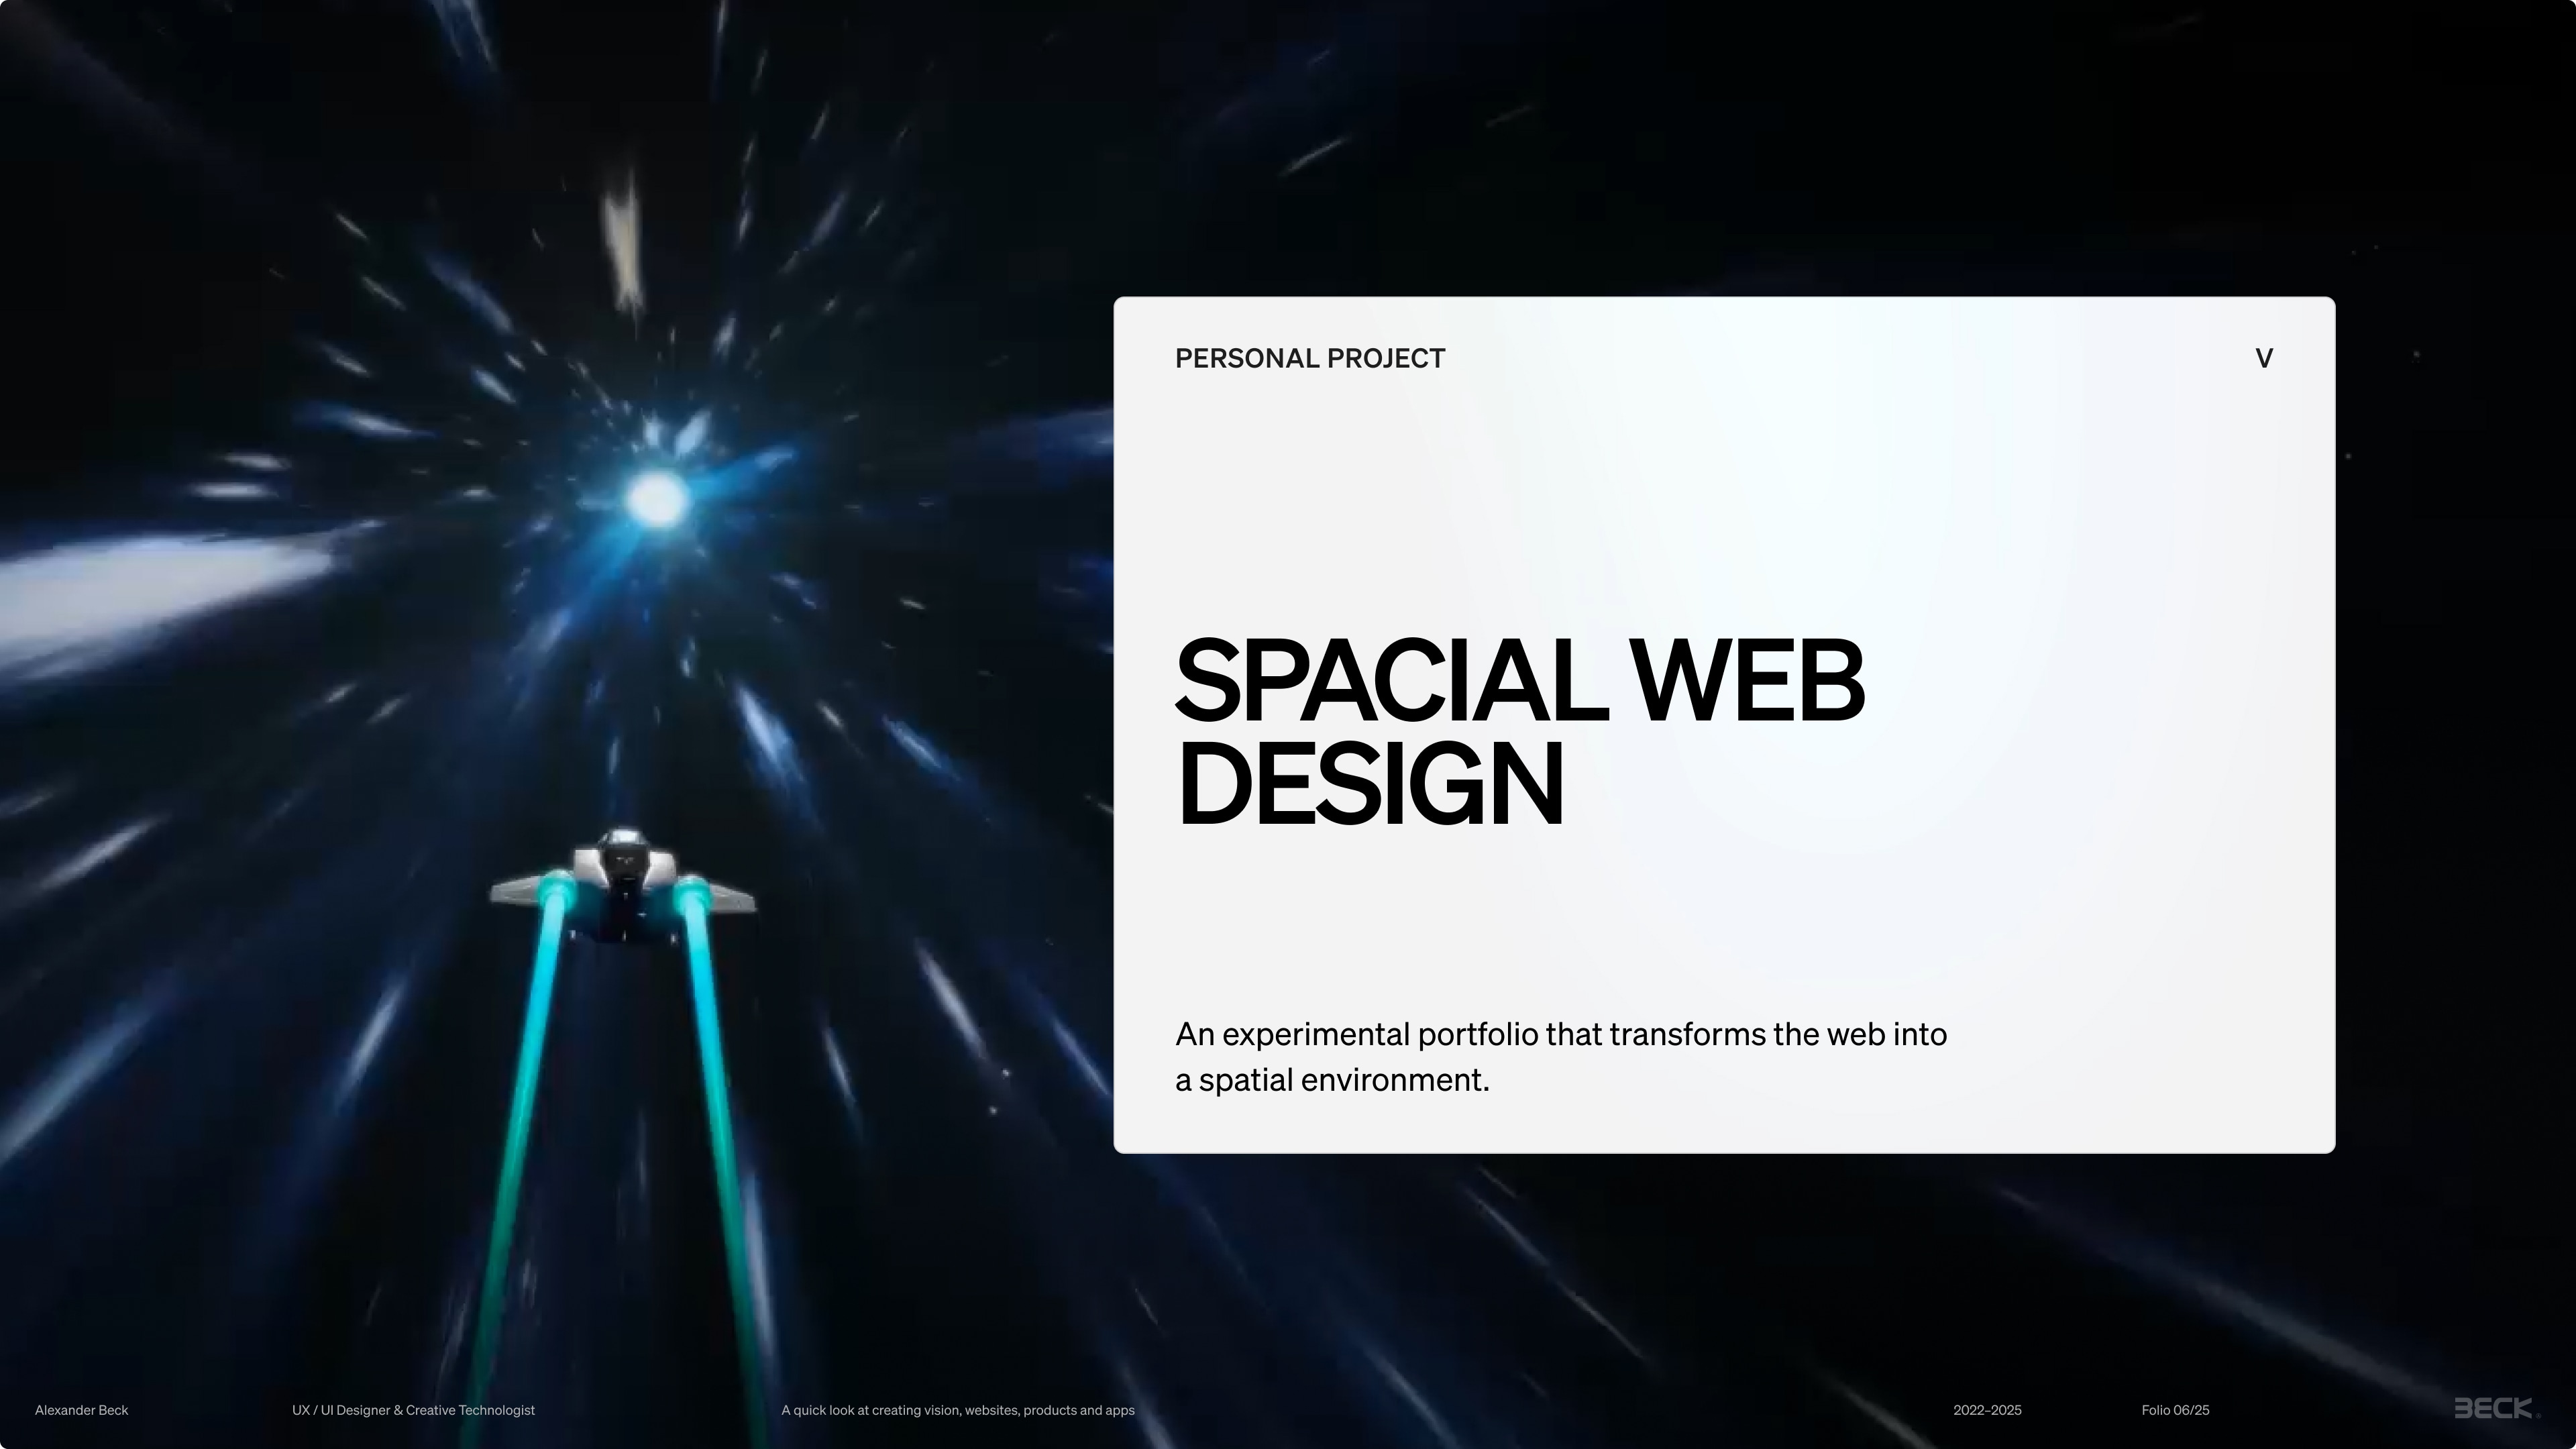 PERSONAL PROJECT
V
SPACIAL WEB
DESIGN
An experimental portfolio that transforms the web into
a spatial environment.
Alexander Beck
UX / UI Designer & Creative Technologist
A quick look at creating vision, websites, products and apps
2022–2025
Folio 06/25
BECK